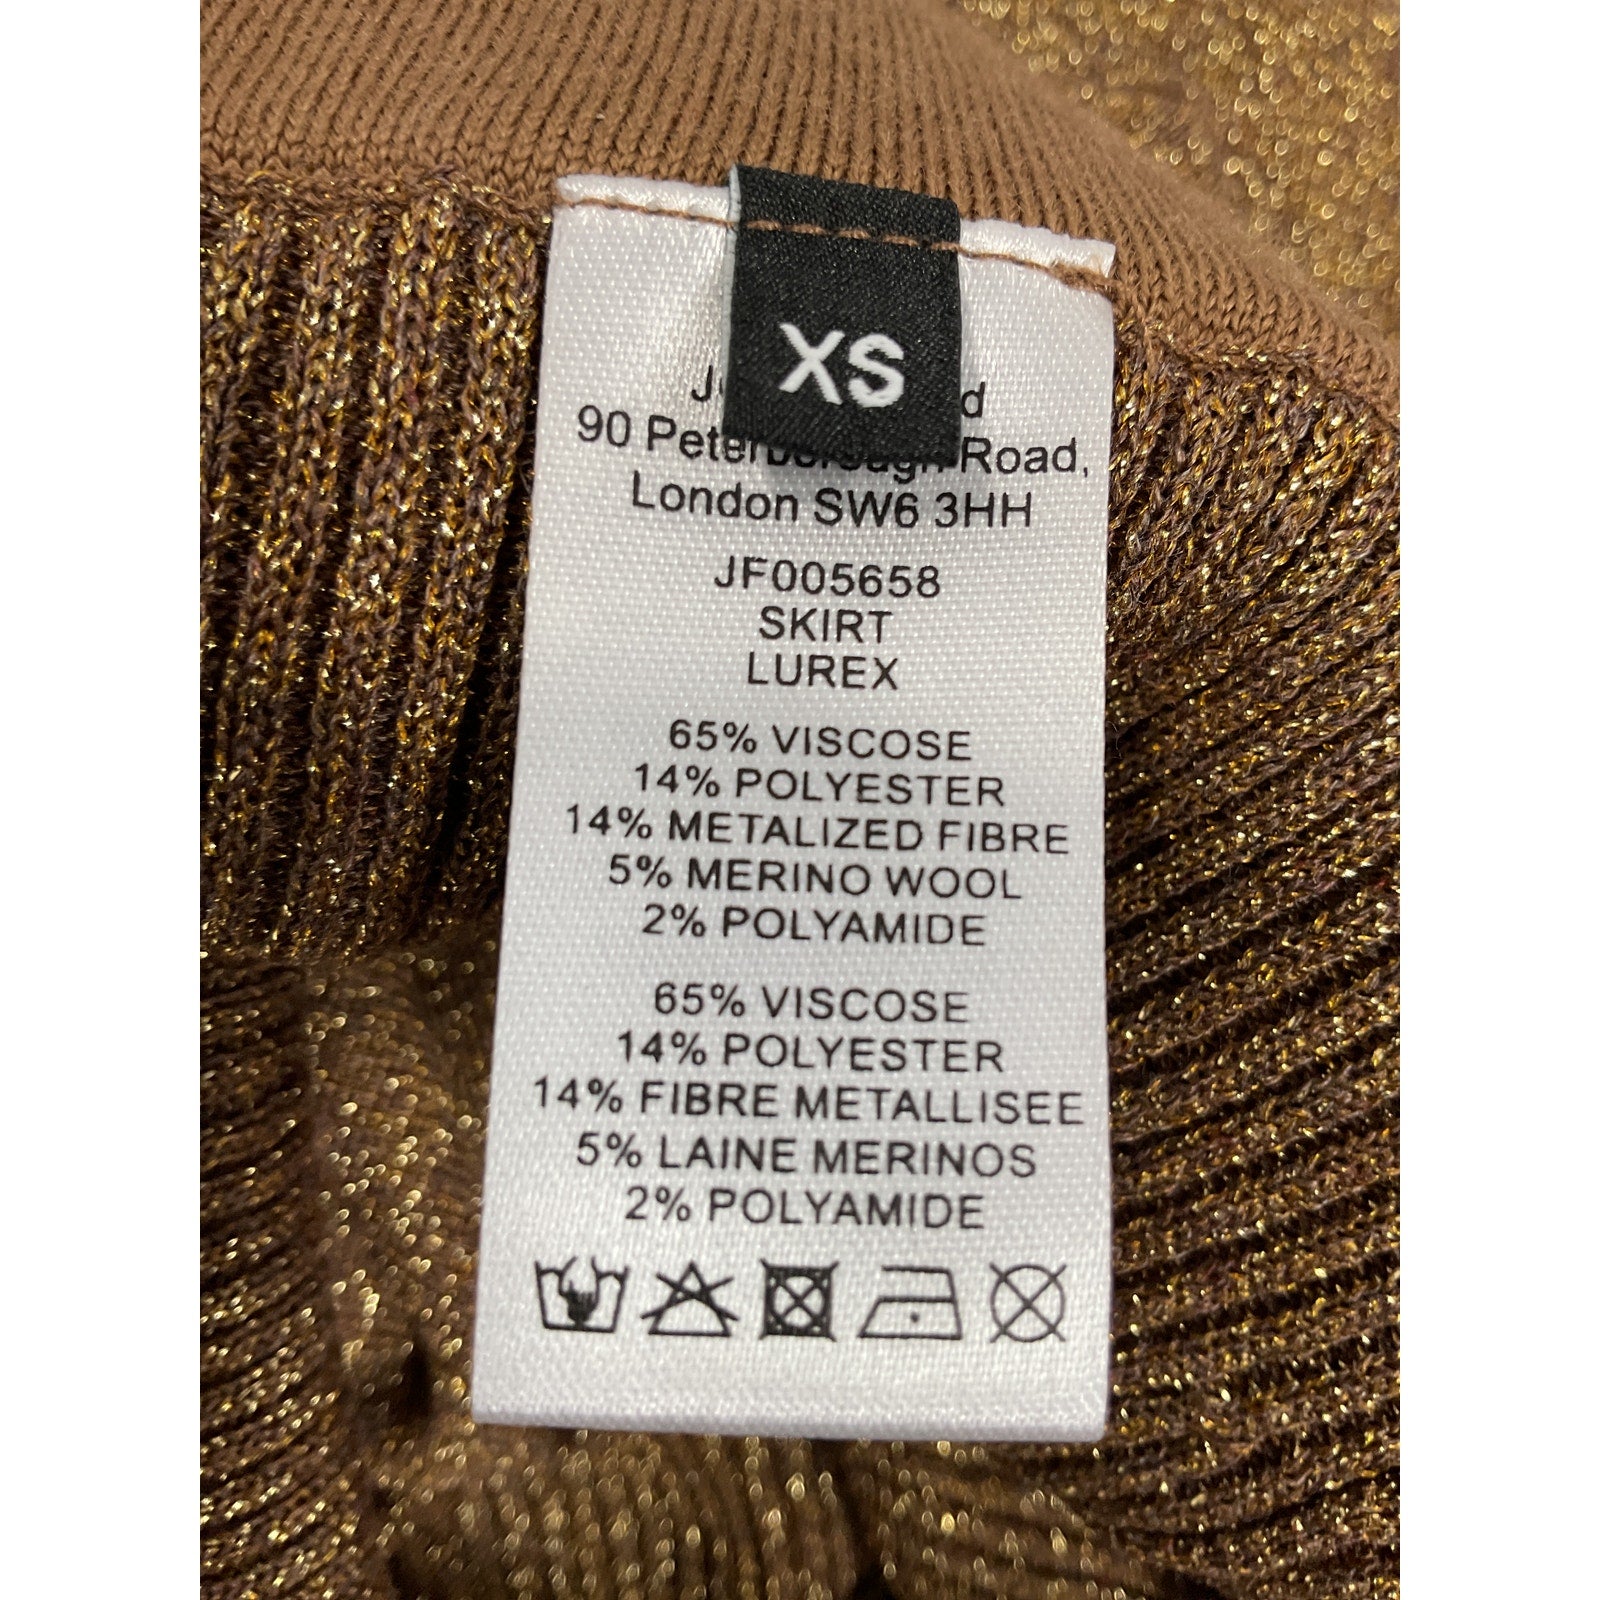 XS
90 Peterborough Road,
London SW6 3HH
JF005658
SKIRT
LUREX
65% VISCOSE
14% POLYESTER
14% METALIZED FIBRE
5% MERINO WOOL
2% POLYAMIDE
65% VISCOSE
14% POLYESTER
14% FIBRE METALLISEE
5% LAINE MERINOS
2% POLYAMIDE